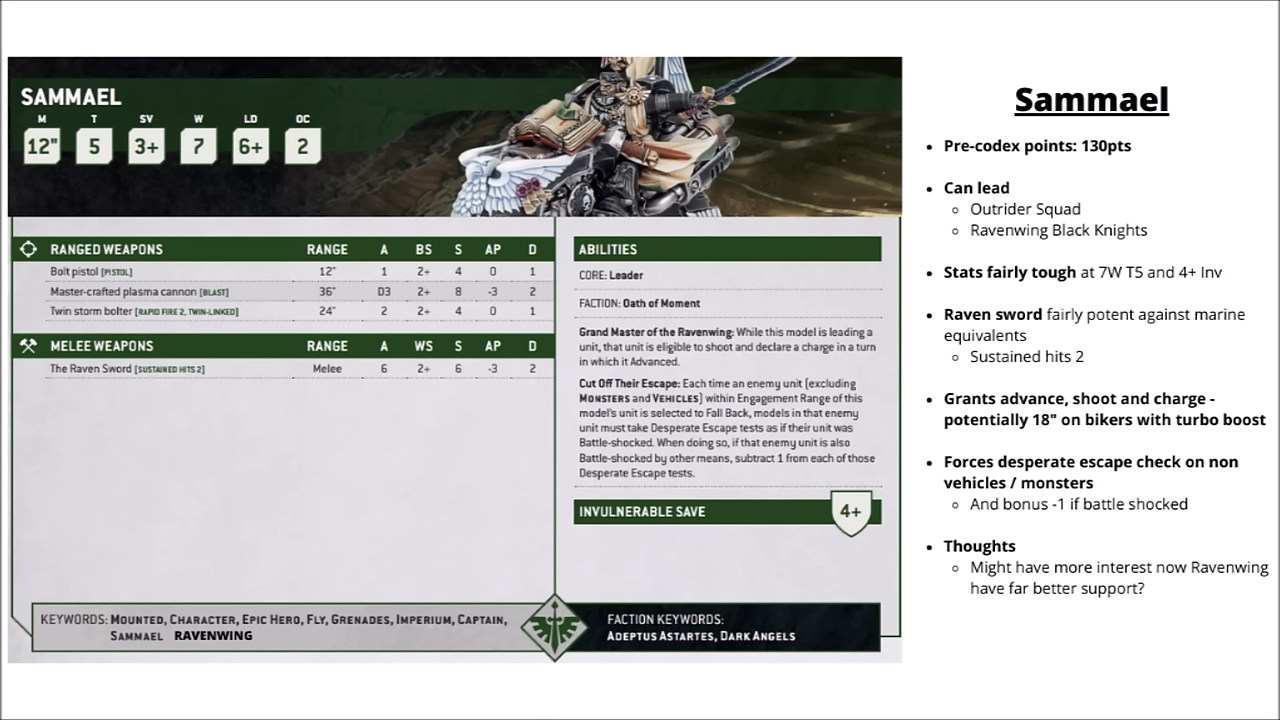 SAMMAEL
M T SV W LD OC
12" 5 3+ 7 6+ 2
RANGED WEAPONS RANGE A BS S AP D
Bolt pistol [PISTOL] 12" 1 2+ 4 0 1
Master-crafted plasma cannon [BLAST] 36" D3 2+ 8 -3 2
Twin storm bolter [RAPID FIRE 2, TWIN-LINKED] 24" 2 2+ 4 0 1
MELEE WEAPONS RANGE A WS S AP D
The Raven Sword [SUSTAINED HITS 2] Melee 6 2+ 6 -3 2
ABILITIES
CORE: Leader
FACTION: Oath of Moment
Grand Master of the Ravenwing: While this model is leading a
unit, that unit is eligible to shoot and declare a charge in a turn
in which it Advanced.
Cut Off Their Escape: Each time an enemy unit (excluding
MONSTERS and VEHICLES) within Engagement Range of this
model's unit is selected to Fall Back, models in that enemy
unit must take Desperate Escape tests as if their unit was
Battle-shocked. When doing so, if that enemy unit is also
Battle-shocked by other means, subtract 1 from each of those
Desperate Escape tests.
INVULNERABLE SAVE 4+
KEYWORDS: MOUNTED, CHARACTER, EPIC HERO, FLY, GRENADES, IMPERIUM, CAPTAIN,
SAMMAEL RAVENWING
FACTION KEYWORDS:
ADEPTUS ASTARTES, DARK ANGELS
Sammael
• Pre-codex points: 130pts
• Can lead
○ Outrider Squad
○ Ravenwing Black Knights
• Stats fairly tough at 7W T5 and 4+ Inv
• Raven sword fairly potent against marine
equivalents
○ Sustained hits 2
• Grants advance, shoot and charge -
potentially 18" on bikers with turbo boost
• Forces desperate escape check on non
vehicles / monsters
○ And bonus -1 if battle shocked
• Thoughts
○ Might have more interest now Ravenwing
have far better support?